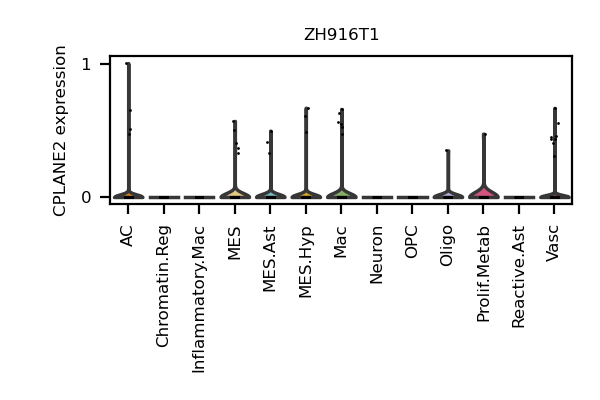 ZH916T1
CPLANE2 expression
1
0
AC
Chromatin.Reg
Inflammatory.Mac
MES
MES.Ast
MES.Hyp
Mac
Neuron
OPC
Oligo
Prolif.Metab
Reactive.Ast
Vasc